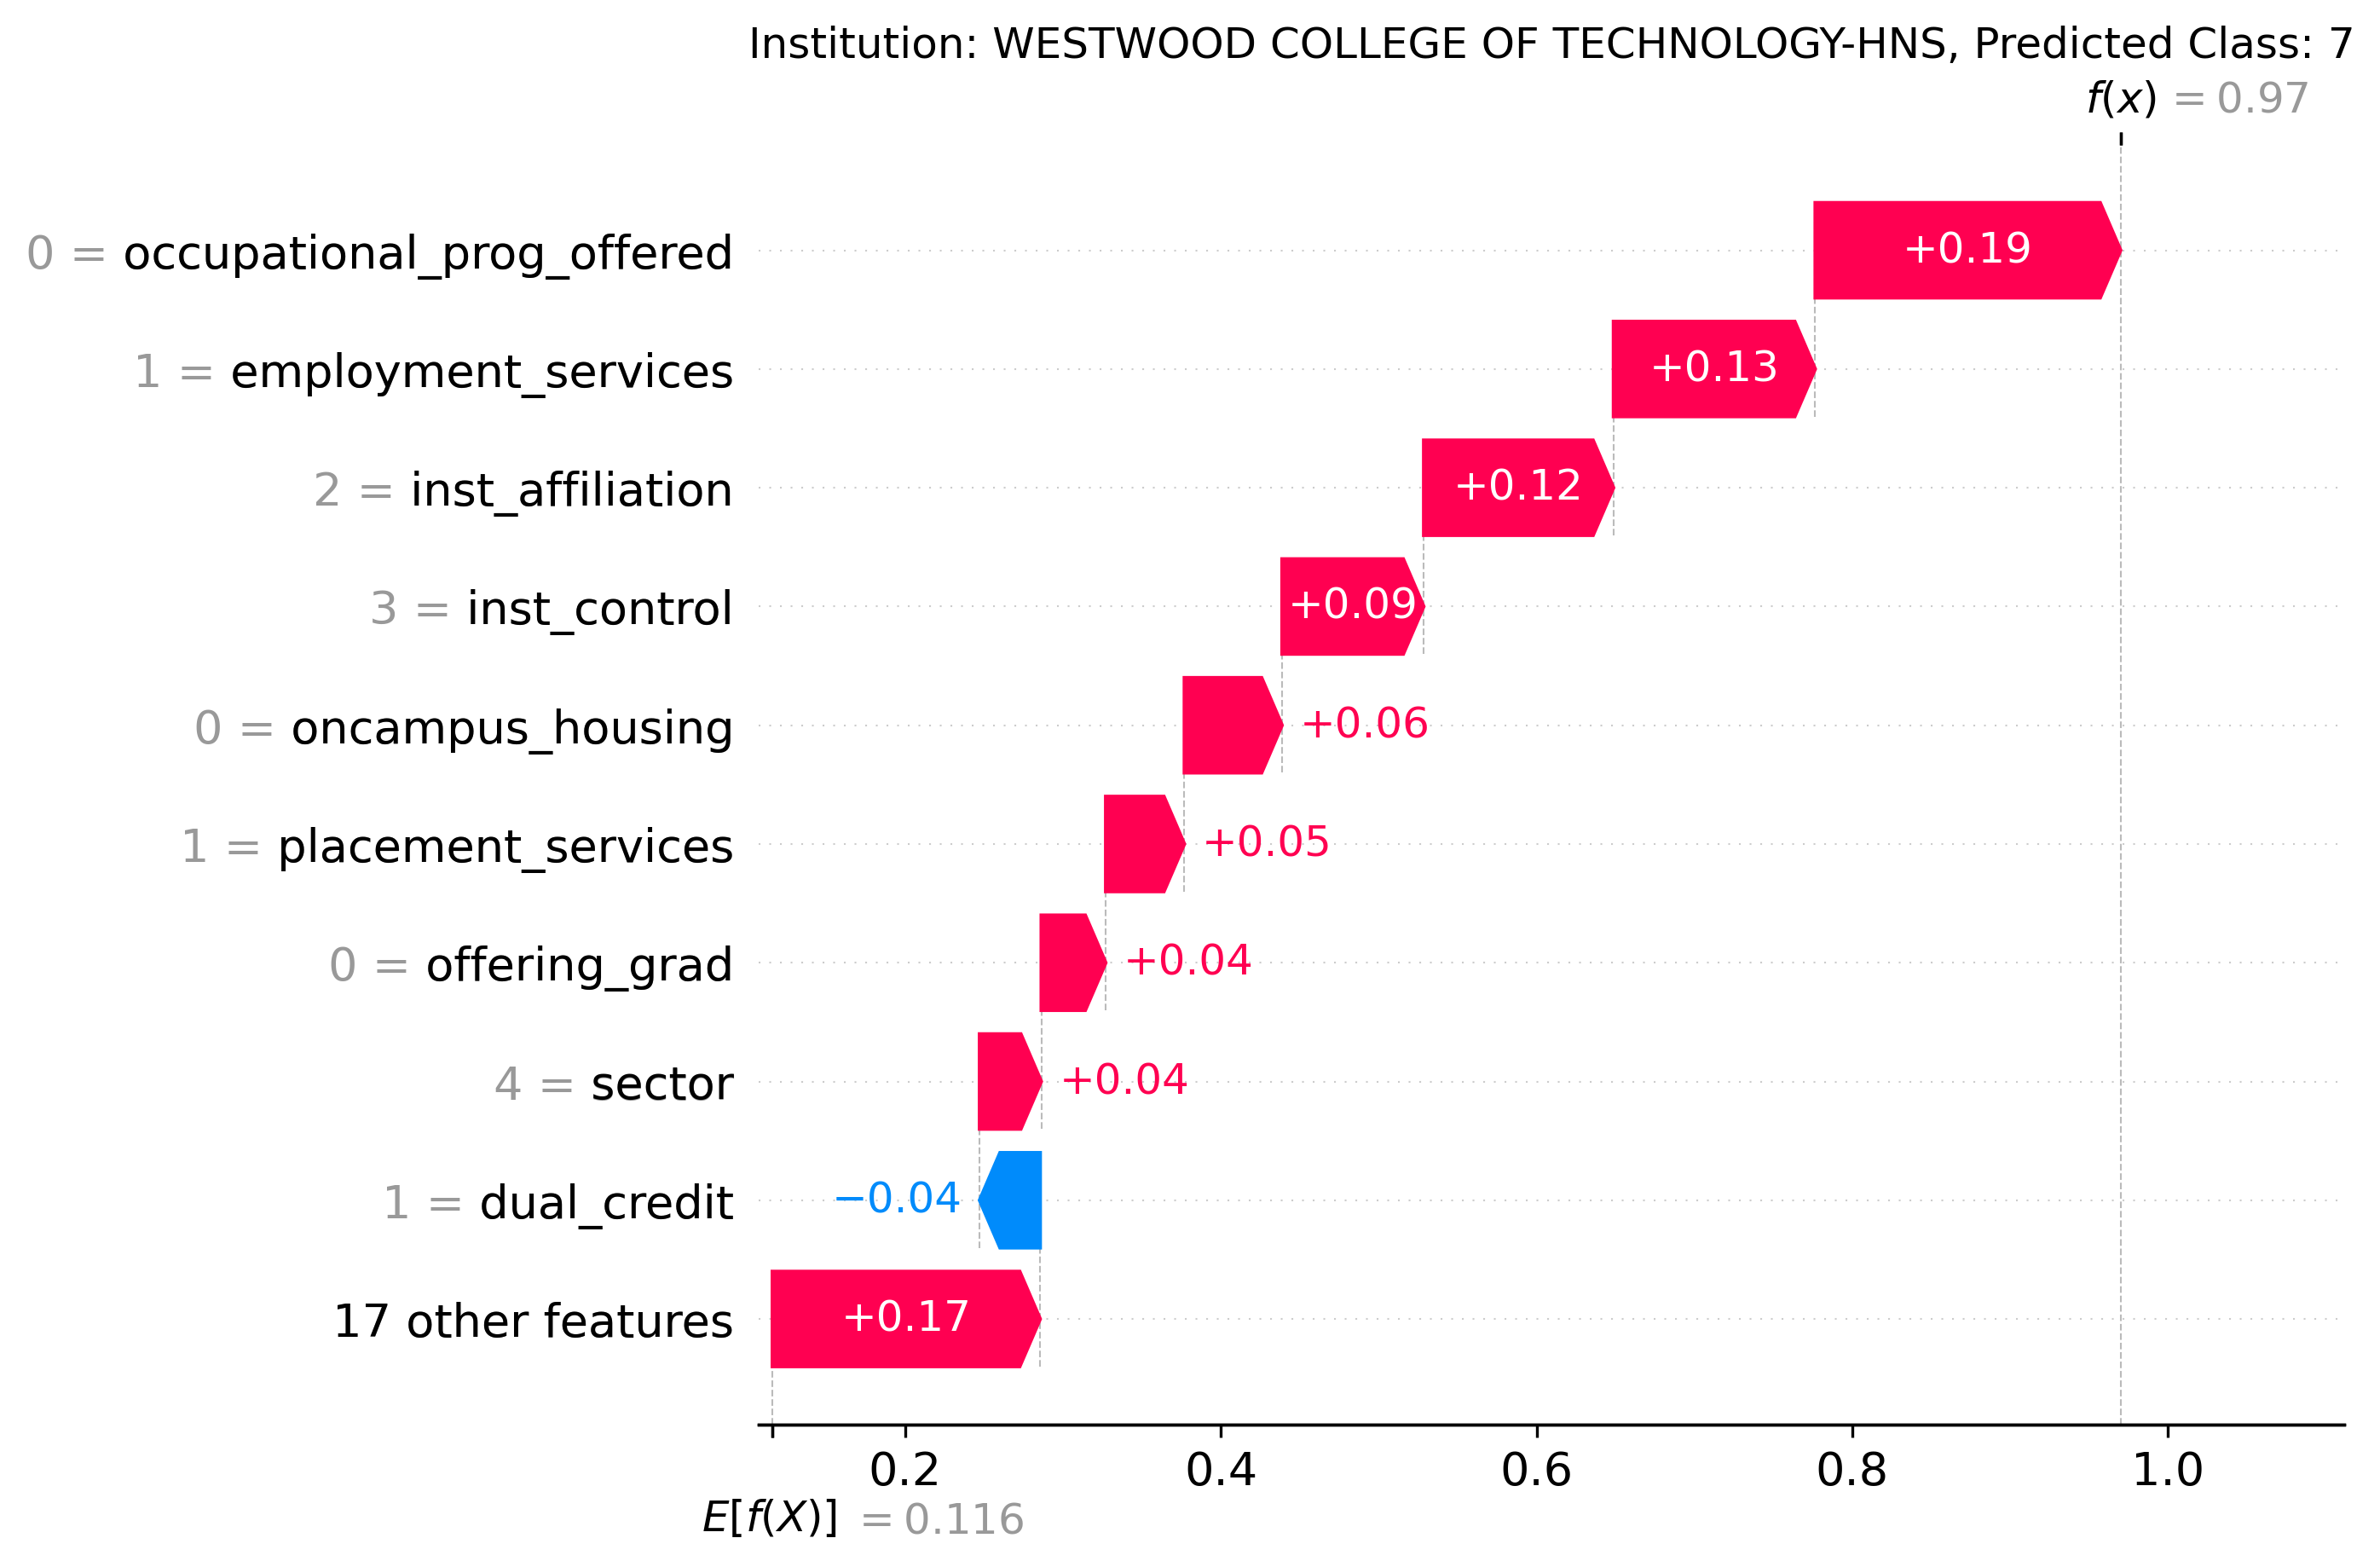 Institution: WESTWOOD COLLEGE OF TECHNOLOGY-HNS, Predicted Class: 7
f(x) = 0.97
0 = occupational_prog_offered +0.19
1 = employment_services +0.13
2 = inst_affiliation +0.12
3 = inst_control +0.09
0 = oncampus_housing +0.06
1 = placement_services +0.05
0 = offering_grad +0.04
4 = sector +0.04
1 = dual_credit −0.04
17 other features +0.17
0.2 0.4 0.6 0.8 1.0
E[f(X)] = 0.116